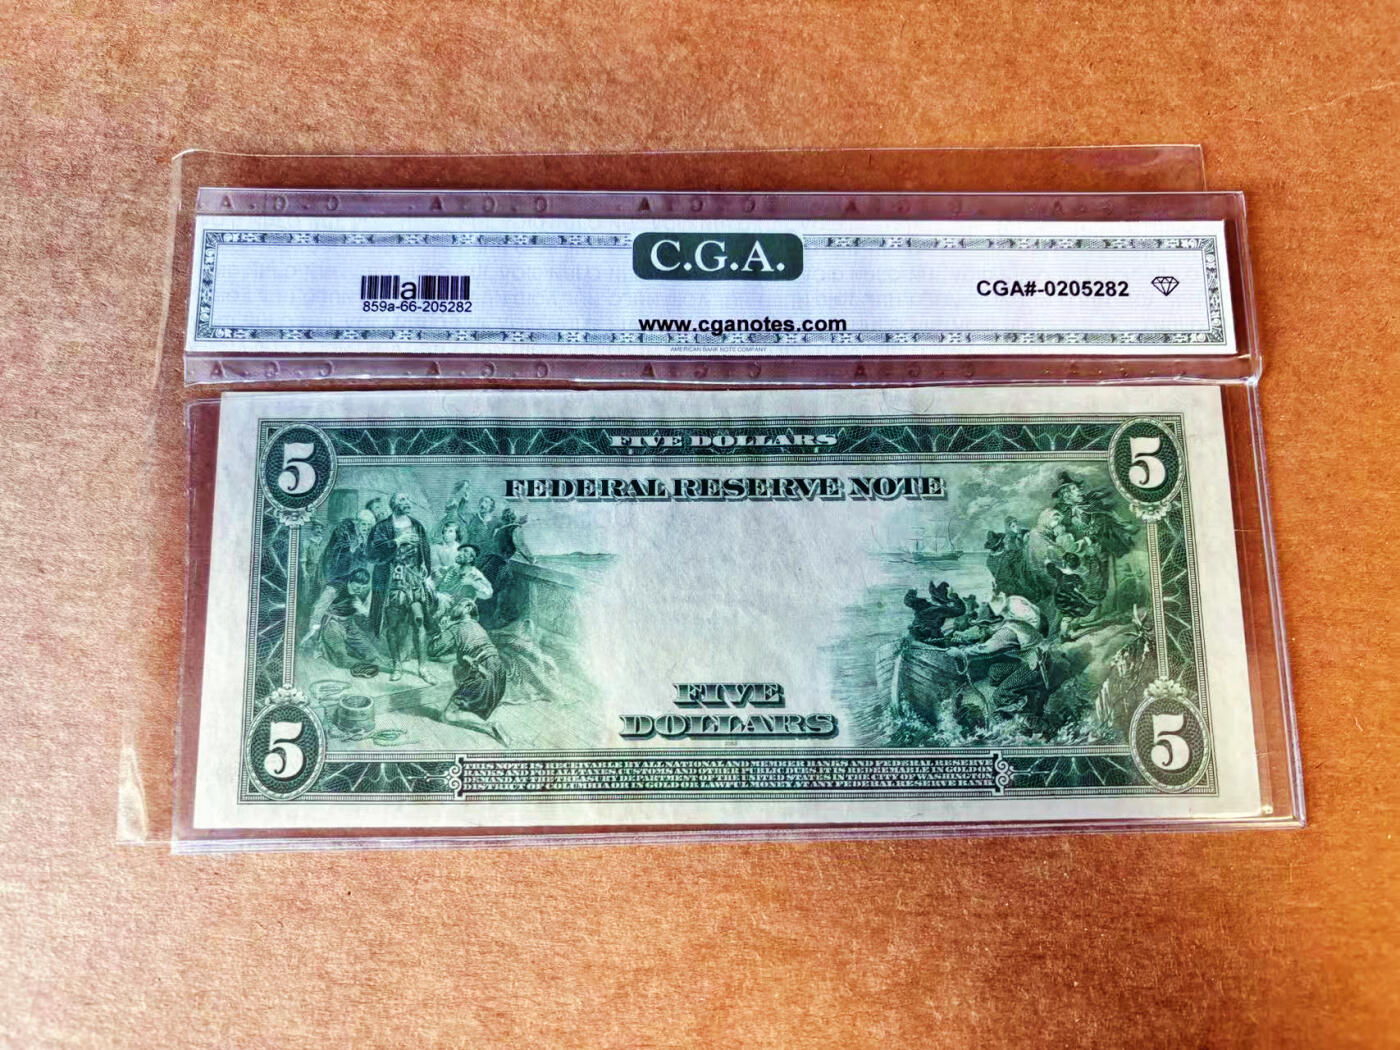 C.G.A.
859a-66-205282
CGA#-0205282
www.cganotes.com
AMERICAN BANK NOTE COMPANY
5 FIVE DOLLARS 5
FEDERAL RESERVE NOTE
FIVE
DOLLARS
5 5
THIS NOTE IS RECEIVABLE BY ALL NATIONAL AND MEMBER BANKS AND FEDERAL RESERVE
BANKS AND FOR ALL TAXES, CUSTOMS AND OTHER PUBLIC DUES. IT IS REDEEMABLE IN GOLD ON
DEMAND AT THE TREASURY DEPARTMENT OF THE UNITED STATES IN THE CITY OF WASHINGTON,
DISTRICT OF COLUMBIA OR IN GOLD OR LAWFUL MONEY AT ANY FEDERAL RESERVE BANK.